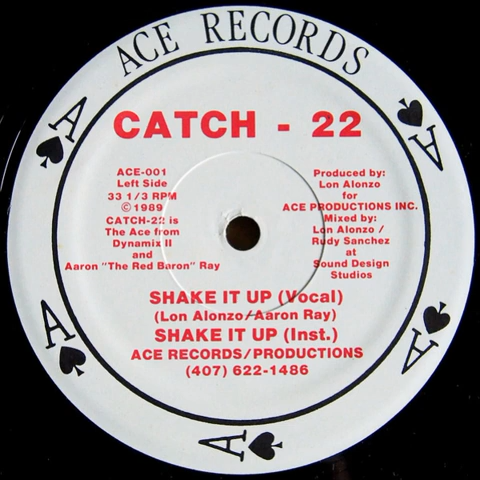 ACE RECORDS
CATCH - 22
ACE-001
Left Side
33 1/3 RPM
©1989
CATCH-22 is
The Ace from
Dynamix II
and
Aaron "The Red Baron" Ray
Produced by:
Lon Alonzo
for
ACE PRODUCTIONS INC.
Mixed by:
Lon Alonzo /
Rudy Sanchez
at
Sound Design
Studios
SHAKE IT UP (Vocal)
(Lon Alonzo/Aaron Ray)
SHAKE IT UP (Inst.)
ACE RECORDS/PRODUCTIONS
(407) 622-1486
A
A
A
A
A